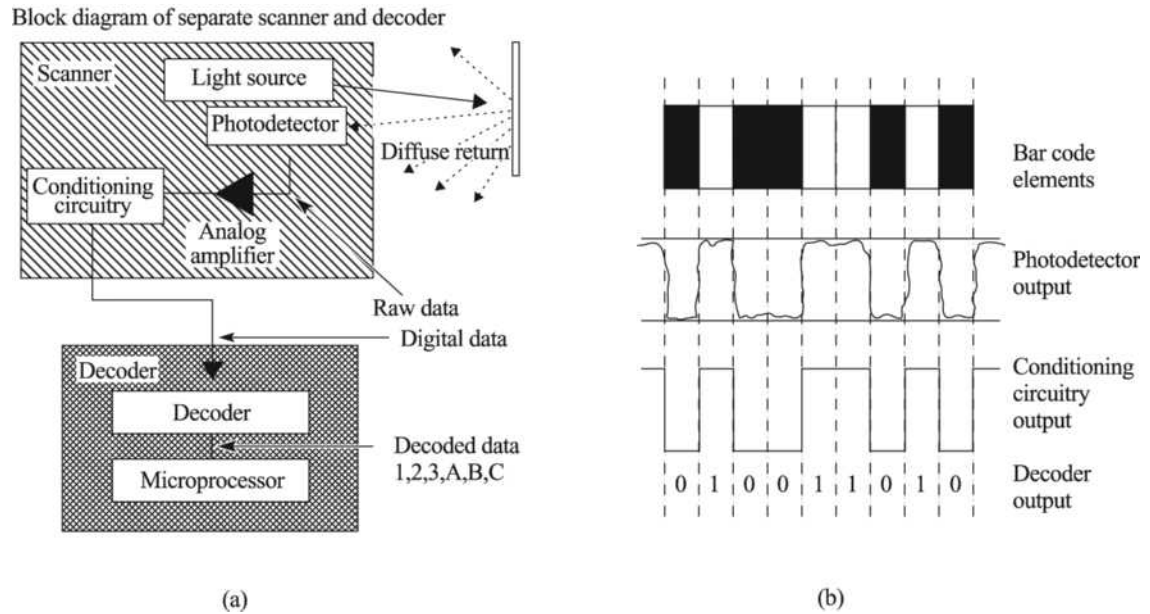 Block diagram of separate scanner and decoder
Scanner
Light source
Photodetector
Diffuse return
Conditioning
circuitry
Analog
amplifier
Raw data
Digital data
Decoder
Decoder
Decoded data
1,2,3,A,B,C
Microprocessor
(a)
Bar code
elements
Photodetector
output
Conditioning
circuitry
output
0 1 0 0 1 1 0 1 0
Decoder
output
(b)